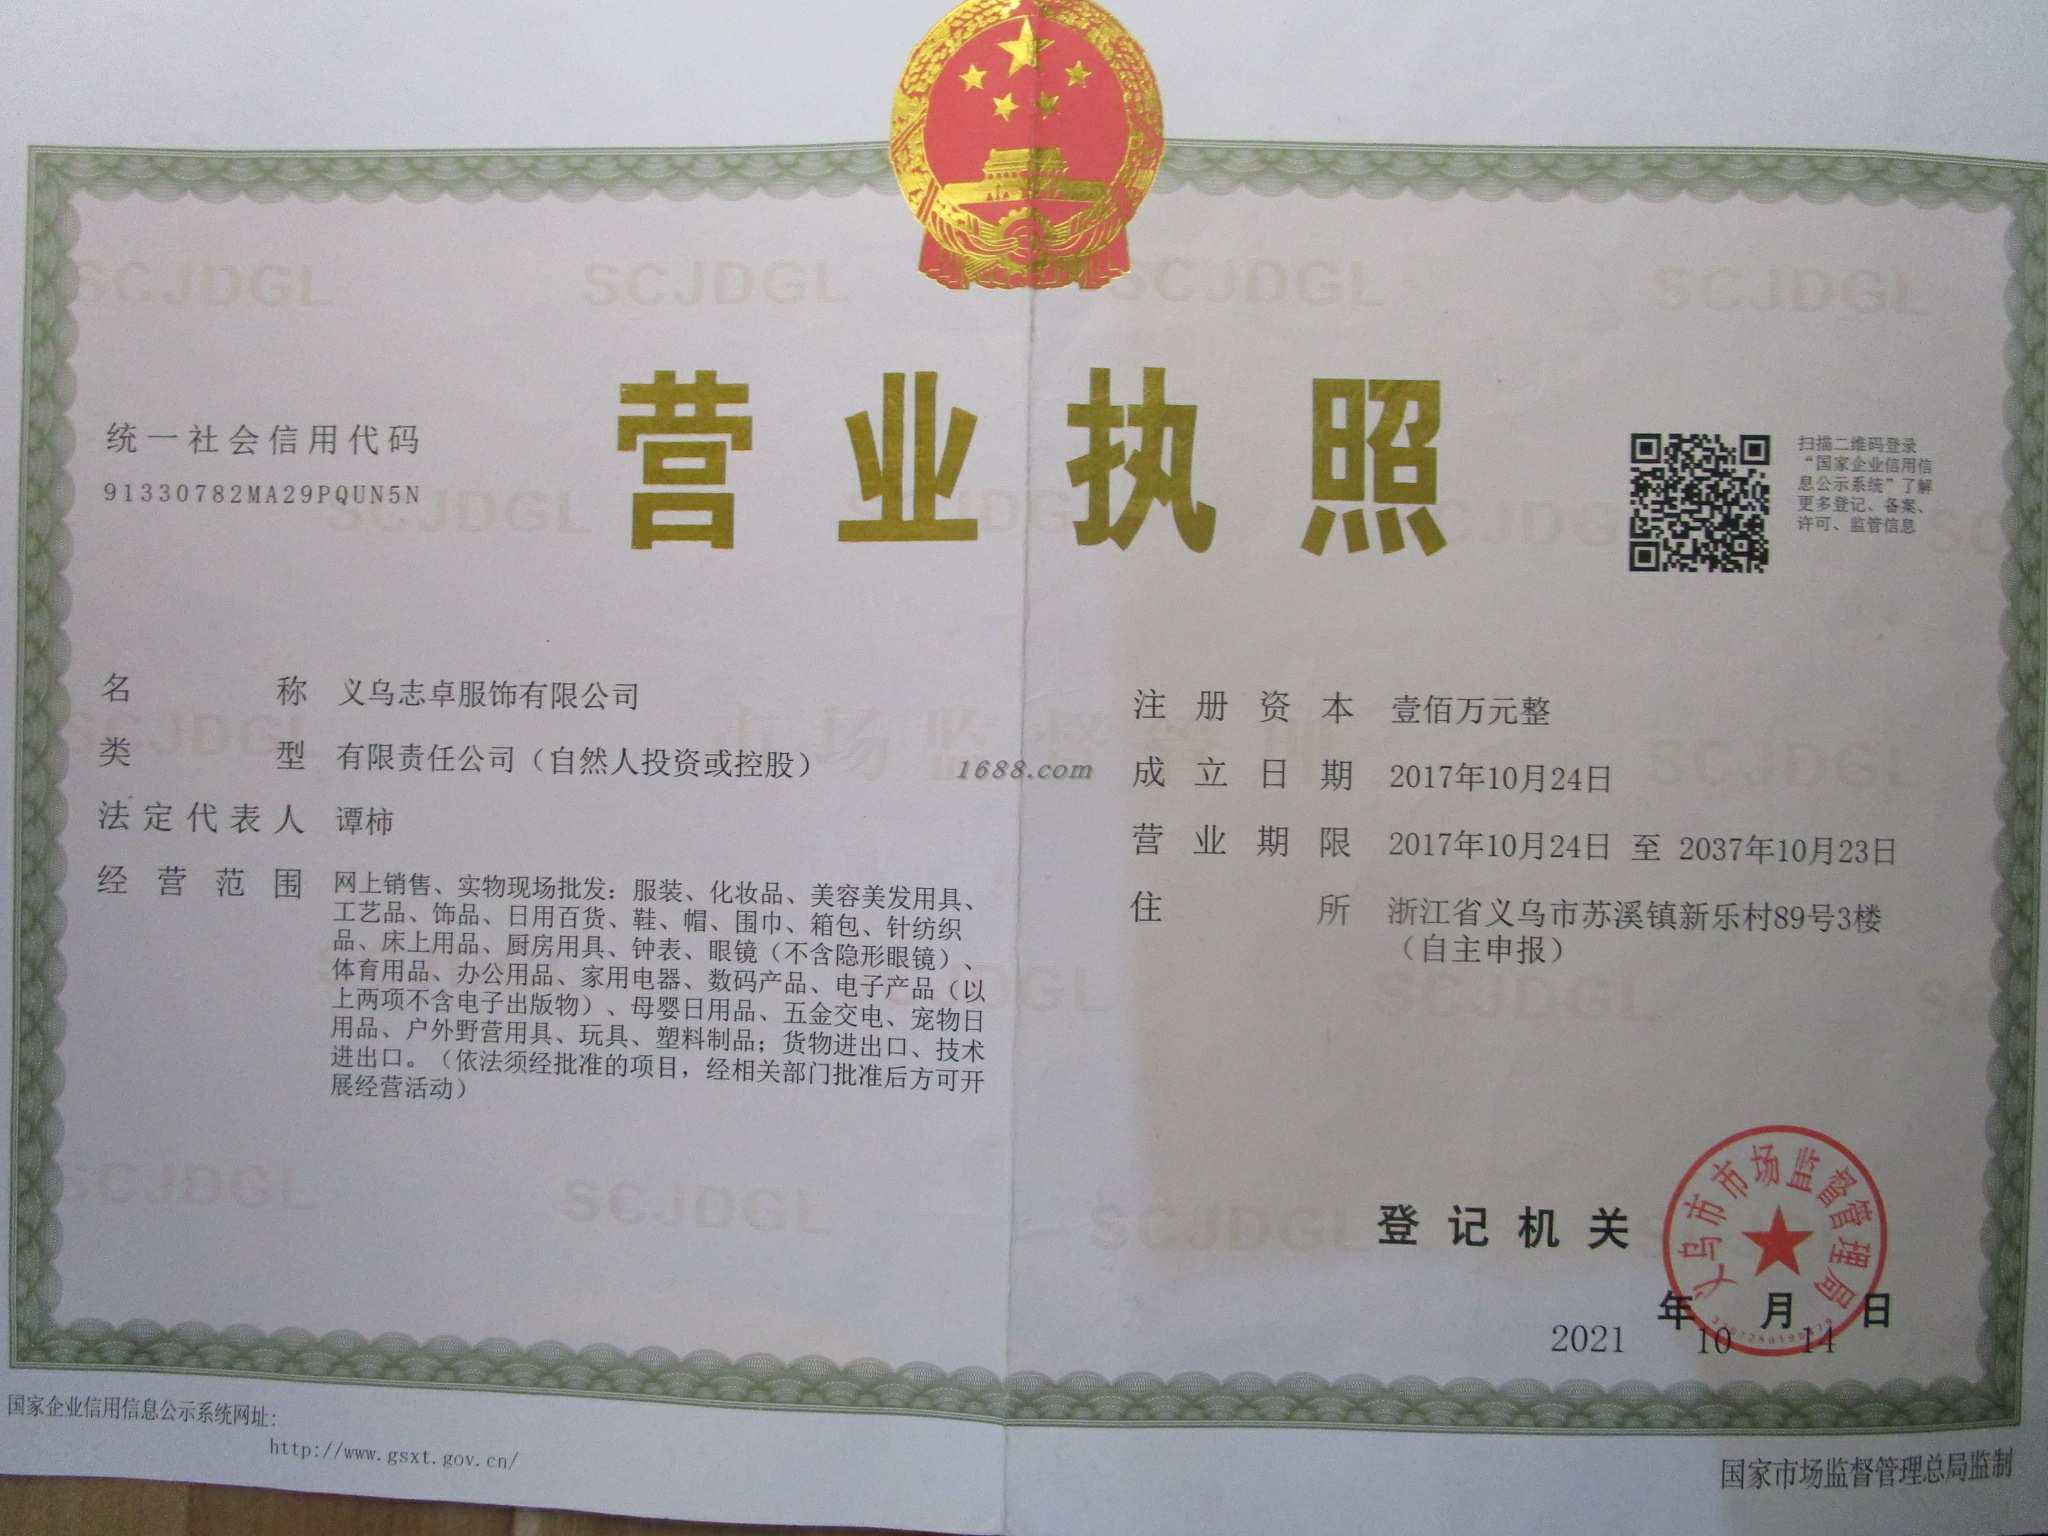 营业执照
统一社会信用代码
91330782MA29PQUN5N
扫描二维码登录
“国家企业信用信
息公示系统”了解
更多登记、备案、
许可、监管信息
名称 义乌志卓服饰有限公司
类型 有限责任公司（自然人投资或控股）
法定代表人 谭柿
经营范围 网上销售、实物现场批发：服装、化妆品、美容美发用具、
工艺品、饰品、日用百货、鞋、帽、围巾、箱包、针纺织
品、床上用品、厨房用具、钟表、眼镜（不含隐形眼镜）、
体育用品、办公用品、家用电器、数码产品、电子产品（以
上两项不含电子出版物）、母婴日用品、五金交电、宠物日
用品、户外野营用具、玩具、塑料制品；货物进出口、技术
进出口。（依法须经批准的项目，经相关部门批准后方可开
展经营活动）
注册资本 壹佰万元整
成立日期 2017年10月24日
营业期限 2017年10月24日 至 2037年10月23日
住所 浙江省义乌市苏溪镇新乐村89号3楼
（自主申报）
1688.com
登记机关
义乌市市场监督管理局
2021年10月14日
国家企业信用信息公示系统网址：
http://www.gsxt.gov.cn/
国家市场监督管理总局监制
SCJDGL
市场监督管理